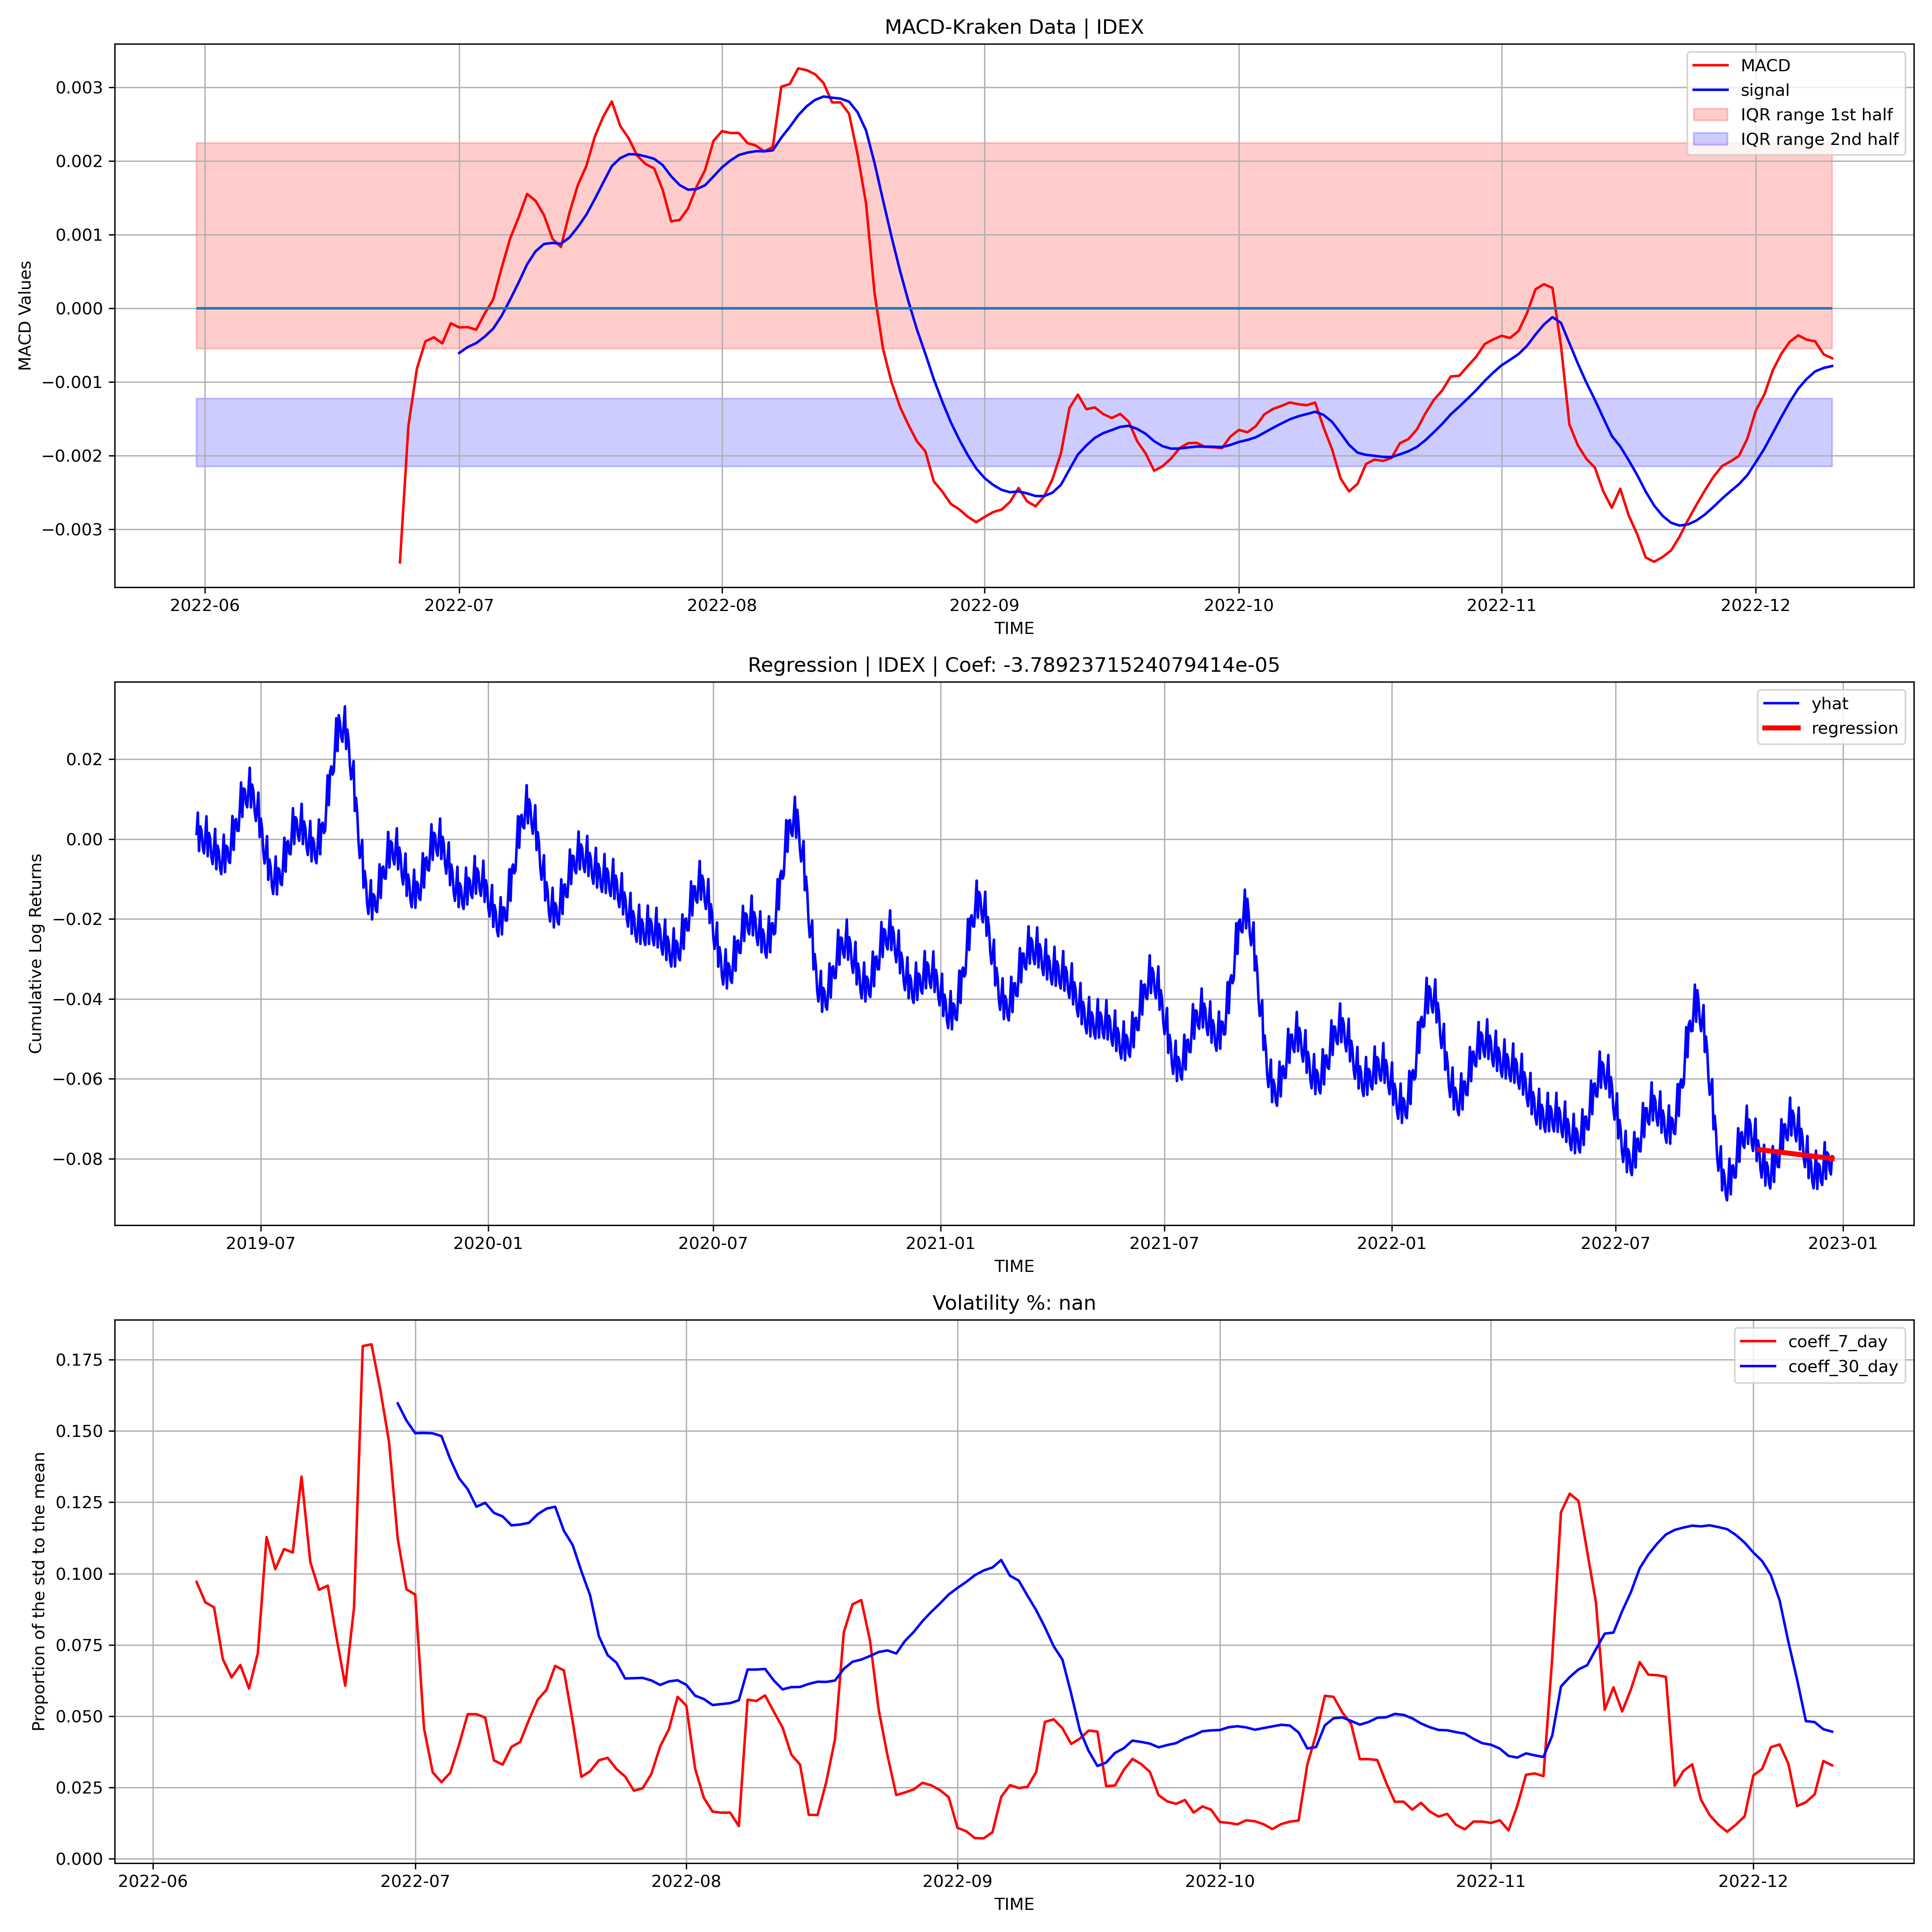 MACD-Kraken Data | IDEX
MACD
signal
IQR range 1st half
IQR range 2nd half
MACD Values
0.003
0.002
0.001
0.000
−0.001
−0.002
−0.003
2022-06 2022-07 2022-08 2022-09 2022-10 2022-11 2022-12
TIME
Regression | IDEX | Coef: -3.7892371524079414e-05
yhat
regression
Cumulative Log Returns
0.02
0.00
−0.02
−0.04
−0.06
−0.08
2019-07 2020-01 2020-07 2021-01 2021-07 2022-01 2022-07 2023-01
TIME
Volatility %: nan
coeff_7_day
coeff_30_day
Proportion of the std to the mean
0.175
0.150
0.125
0.100
0.075
0.050
0.025
0.000
2022-06 2022-07 2022-08 2022-09 2022-10 2022-11 2022-12
TIME